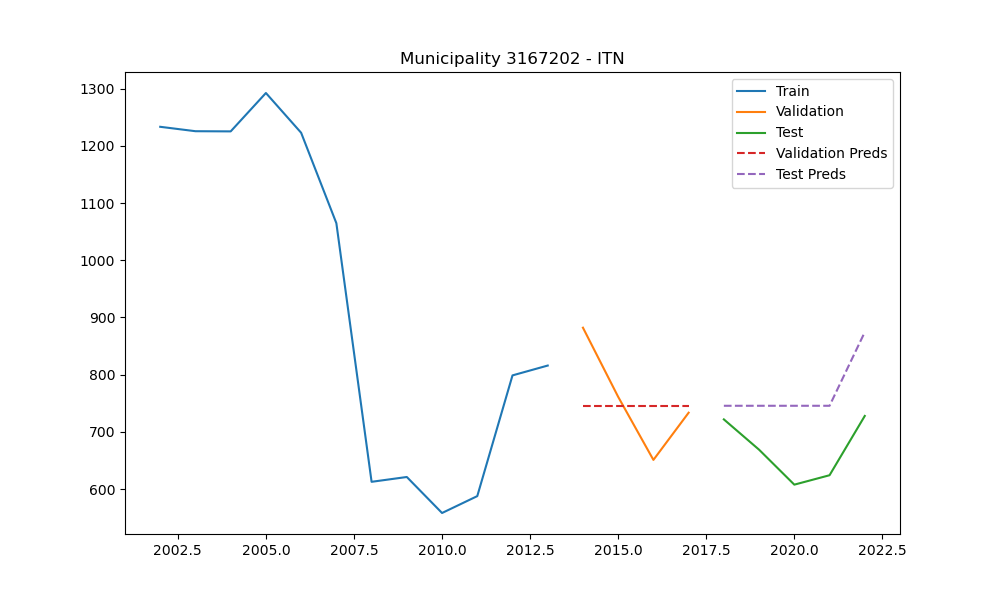 Municipality 3167202 - ITN
1300
1200
1100
1000
900
800
700
600
Train
Validation
Test
Validation Preds
Test Preds
2002.5 2005.0 2007.5 2010.0 2012.5 2015.0 2017.5 2020.0 2022.5